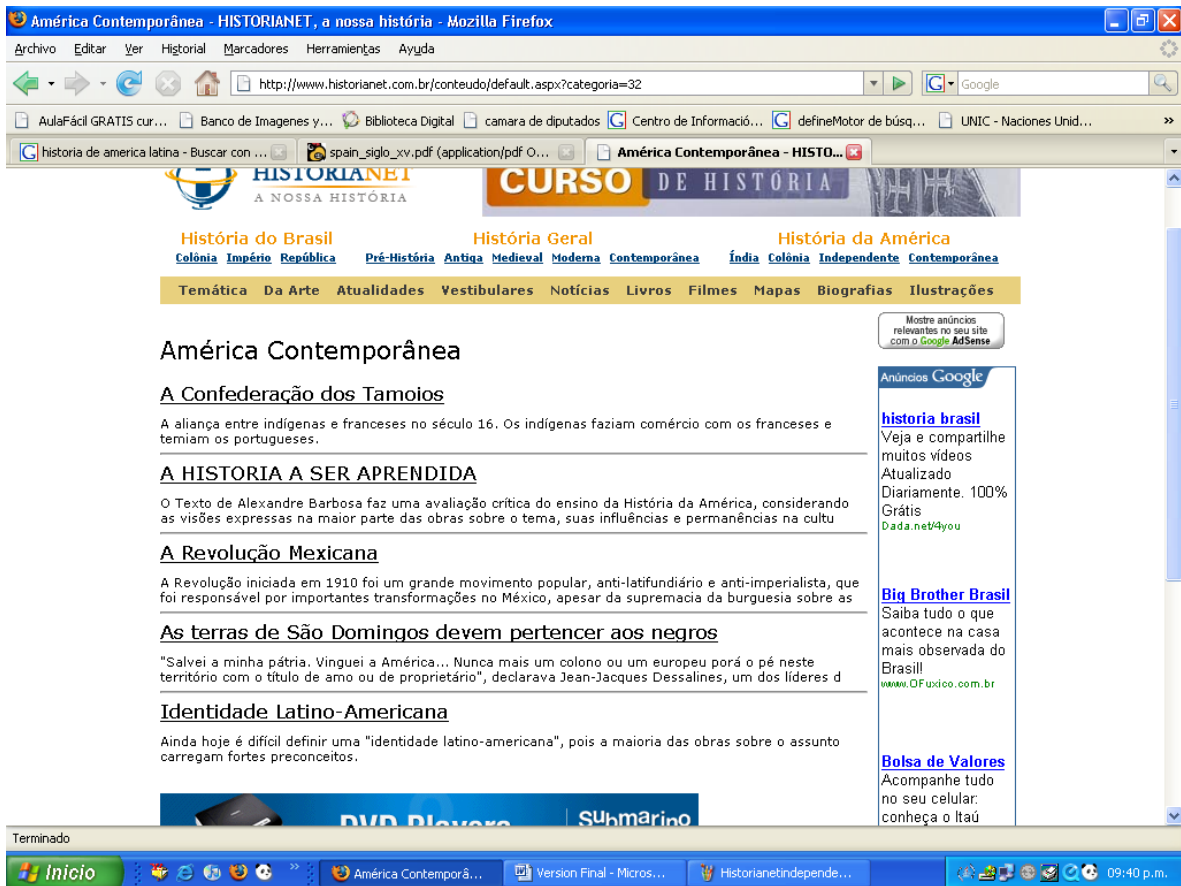 América Contemporânea - HISTORIANET, a nossa história - Mozilla Firefox
Archivo Editar Ver Historial Marcadores Herramientas Ayuda
http://www.historianet.com.br/conteudo/default.aspx?categoria=32
G Google
AulaFácil GRATIS cur... Banco de Imagenes y... Biblioteca Digital camara de diputados Centro de Informació... defineMotor de búsq... UNIC - Naciones Unid... »
historia de america latina - Buscar con ... spain_siglo_xv.pdf (application/pdf O... América Contemporânea - HISTO...
HISTORIANET
A NOSSA HISTÓRIA
CURSO DE HISTÓRIA
História do Brasil História Geral História da América
Colônia Império República Pré-História Antiga Medieval Moderna Contemporânea Índia Colônia Independente Contemporânea
Temática Da Arte Atualidades Vestibulares Notícias Livros Filmes Mapas Biografias Ilustrações
América Contemporânea
A Confederação dos Tamoios
A aliança entre indígenas e franceses no século 16. Os indígenas faziam comércio com os franceses e
temiam os portugueses.
A HISTORIA A SER APRENDIDA
O Texto de Alexandre Barbosa faz uma avaliação crítica do ensino da História da América, considerando
as visões expressas na maior parte das obras sobre o tema, suas influências e permanências na cultu
A Revolução Mexicana
A Revolução iniciada em 1910 foi um grande movimento popular, anti-latifundiário e anti-imperialista, que
foi responsável por importantes transformações no México, apesar da supremacia da burguesia sobre as
As terras de São Domingos devem pertencer aos negros
"Salvei a minha pátria. Vinguei a América... Nunca mais um colono ou um europeu porá o pé neste
território com o título de amo ou de proprietário", declarava Jean-Jacques Dessalines, um dos líderes d
Identidade Latino-Americana
Ainda hoje é difícil definir uma "identidade latino-americana", pois a maioria das obras sobre o assunto
carregam fortes preconceitos.
DVD Players
Submarino
Mostre anúncios
relevantes no seu site
com o Google AdSense
Anúncios Google
historia brasil
Veja e compartilhe
muitos vídeos
Atualizado
Diariamente. 100%
Grátis
Dada.net/4you
Big Brother Brasil
Saiba tudo o que
acontece na casa
mais observada do
Brasil!
www.OFuxico.com.br
Bolsa de Valores
Acompanhe tudo
no seu celular:
conheça o Itaú
Terminado
Inicio » América Contemporâ... Version Final - Micros... Historianetindepende... 09:40 p.m.